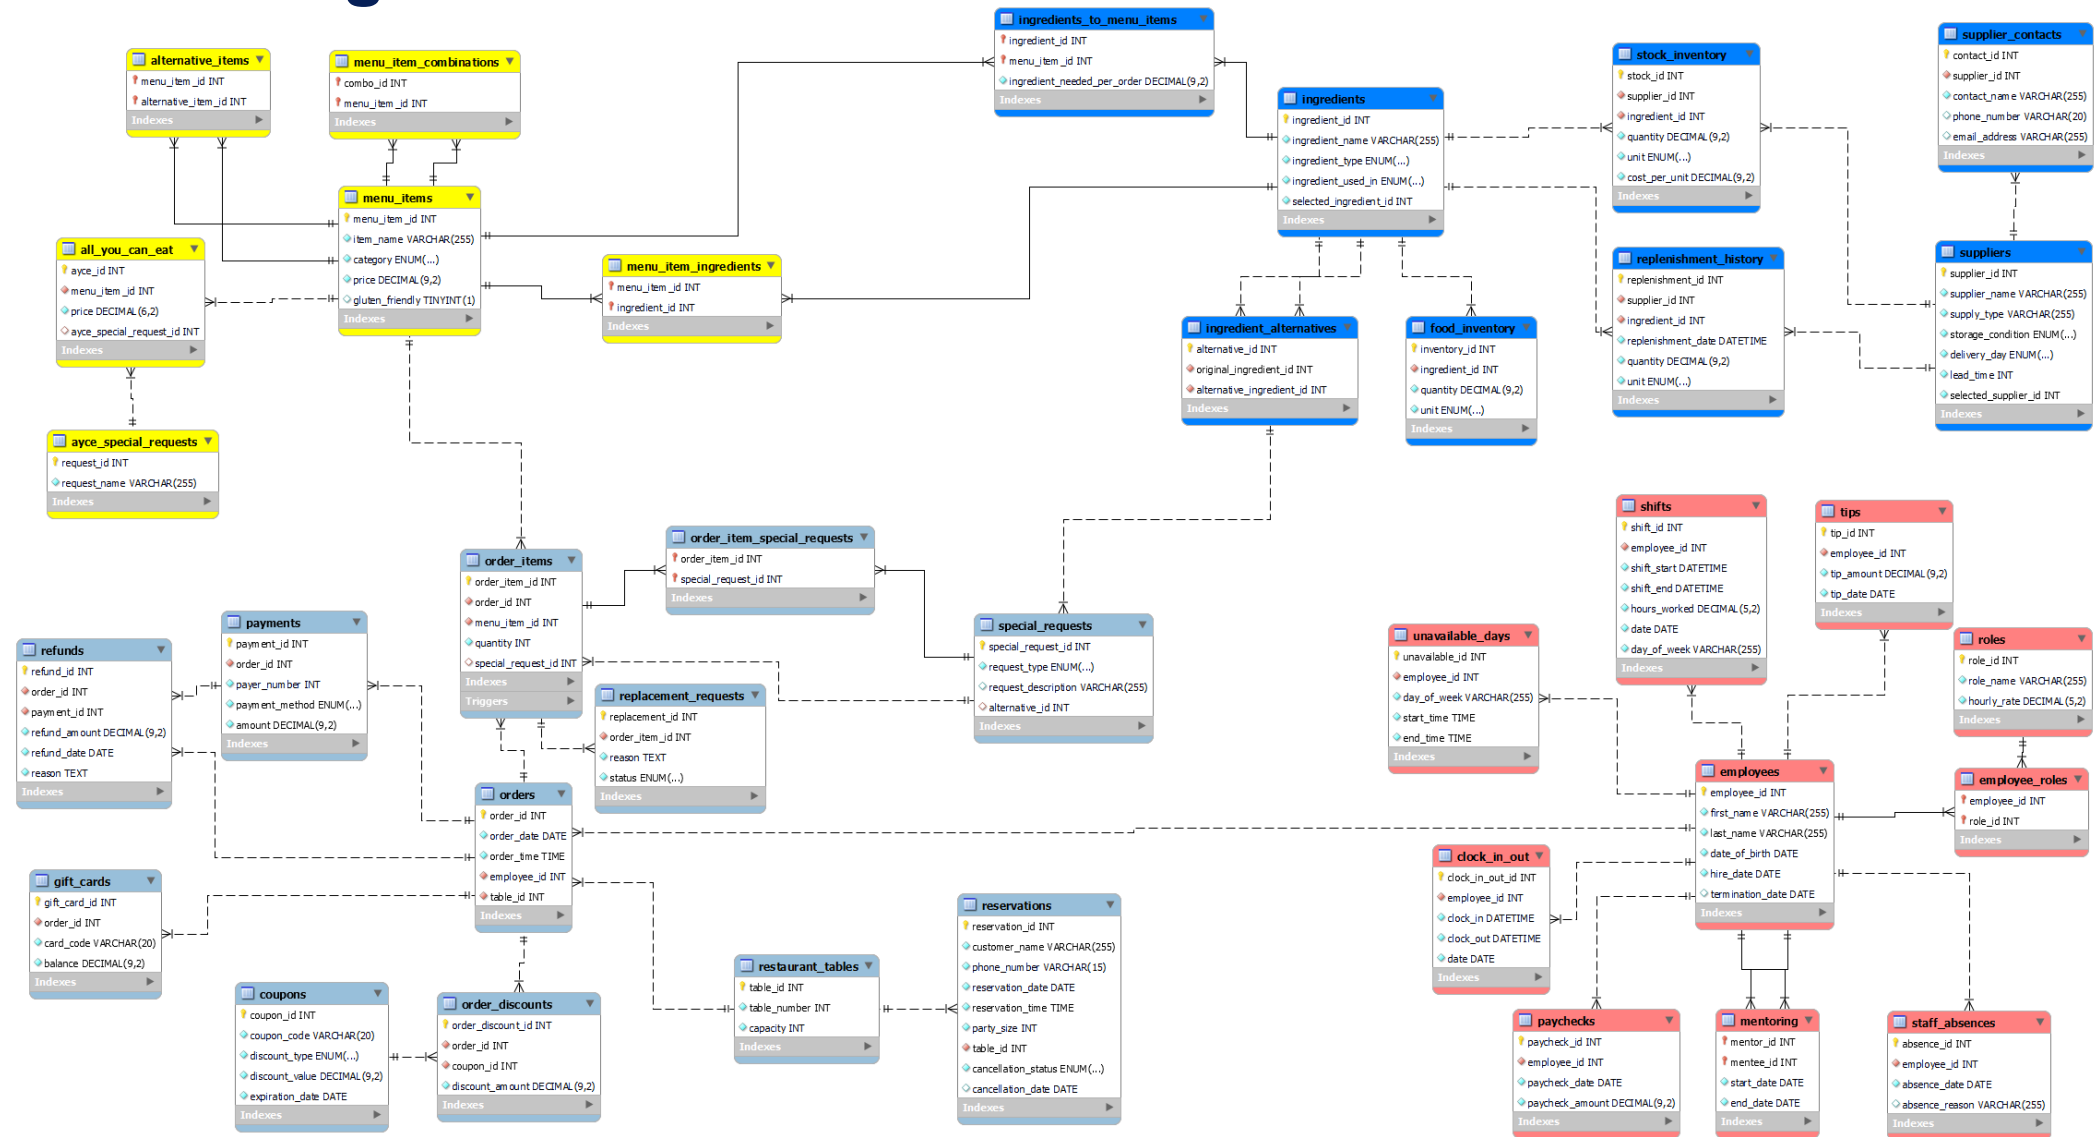 ingredients_to_menu_items
ingredient_id INT
menu_item_id INT
ingredient_needed_per_order DECIMAL(9,2)
Indexes
supplier_contacts
contact_id INT
supplier_id INT
contact_name VARCHAR(255)
phone_number VARCHAR(20)
email_address VARCHAR(255)
Indexes
stock_inventory
stock_id INT
supplier_id INT
ingredient_id INT
quantity DECIMAL(9,2)
unit ENUM(...)
cost_per_unit DECIMAL(9,2)
Indexes
alternative_items
menu_item_id INT
alternative_item_id INT
Indexes
menu_item_combinations
combo_id INT
menu_item_id INT
Indexes
ingredients
ingredient_id INT
ingredient_name VARCHAR(255)
ingredient_type ENUM(...)
ingredient_used_in ENUM(...)
selected_ingredient_id INT
Indexes
menu_items
menu_item_id INT
item_name VARCHAR(255)
category ENUM(...)
price DECIMAL(9,2)
gluten_friendly TINYINT(1)
Indexes
all_you_can_eat
ayce_id INT
menu_item_id INT
price DECIMAL(6,2)
ayce_special_request_id INT
Indexes
menu_item_ingredients
menu_item_id INT
ingredient_id INT
Indexes
replenishment_history
replenishment_id INT
supplier_id INT
ingredient_id INT
replenishment_date DATETIME
quantity DECIMAL(9,2)
unit ENUM(...)
Indexes
suppliers
supplier_id INT
supplier_name VARCHAR(255)
supply_type VARCHAR(255)
storage_condition ENUM(...)
delivery_day ENUM(...)
lead_time INT
selected_supplier_id INT
Indexes
ingredient_alternatives
alternative_id INT
original_ingredient_id INT
alternative_ingredient_id INT
Indexes
food_inventory
inventory_id INT
ingredient_id INT
quantity DECIMAL(9,2)
unit ENUM(...)
Indexes
ayce_special_requests
request_id INT
request_name VARCHAR(255)
Indexes
shifts
shift_id INT
employee_id INT
shift_start DATETIME
shift_end DATETIME
hours_worked DECIMAL(5,2)
date DATE
day_of_week VARCHAR(255)
Indexes
tips
tip_id INT
employee_id INT
tip_amount DECIMAL(9,2)
tip_date DATE
Indexes
order_item_special_requests
order_item_id INT
special_request_id INT
Indexes
order_items
order_item_id INT
order_id INT
menu_item_id INT
quantity INT
special_request_id INT
Indexes
Triggers
payments
payment_id INT
order_id INT
payer_number INT
payment_method ENUM(...)
amount DECIMAL(9,2)
Indexes
special_requests
special_request_id INT
request_type ENUM(...)
request_description VARCHAR(255)
alternative_id INT
Indexes
unavailable_days
unavailable_id INT
employee_id INT
day_of_week VARCHAR(255)
start_time TIME
end_time TIME
Indexes
roles
role_id INT
role_name VARCHAR(255)
hourly_rate DECIMAL(5,2)
Indexes
refunds
refund_id INT
order_id INT
payment_id INT
refund_amount DECIMAL(9,2)
refund_date DATE
reason TEXT
Indexes
replacement_requests
replacement_id INT
order_item_id INT
reason TEXT
status ENUM(...)
Indexes
employees
employee_id INT
first_name VARCHAR(255)
last_name VARCHAR(255)
date_of_birth DATE
hire_date DATE
termination_date DATE
Indexes
employee_roles
employee_id INT
role_id INT
Indexes
orders
order_id INT
order_date DATE
order_time TIME
employee_id INT
table_id INT
Indexes
clock_in_out
clock_in_out_id INT
employee_id INT
clock_in DATETIME
clock_out DATETIME
date DATE
Indexes
gift_cards
gift_card_id INT
order_id INT
card_code VARCHAR(20)
balance DECIMAL(9,2)
Indexes
reservations
reservation_id INT
customer_name VARCHAR(255)
phone_number VARCHAR(15)
reservation_date DATE
reservation_time TIME
party_size INT
table_id INT
cancellation_status ENUM(...)
cancellation_date DATE
Indexes
restaurant_tables
table_id INT
table_number INT
capacity INT
Indexes
coupons
coupon_id INT
coupon_code VARCHAR(20)
discount_type ENUM(...)
discount_value DECIMAL(9,2)
expiration_date DATE
Indexes
order_discounts
order_discount_id INT
order_id INT
coupon_id INT
discount_amount DECIMAL(9,2)
Indexes
paychecks
paycheck_id INT
employee_id INT
paycheck_date DATE
paycheck_amount DECIMAL(9,2)
Indexes
mentoring
mentor_id INT
mentee_id INT
start_date DATE
end_date DATE
Indexes
staff_absences
absence_id INT
employee_id INT
absence_date DATE
absence_reason VARCHAR(255)
Indexes